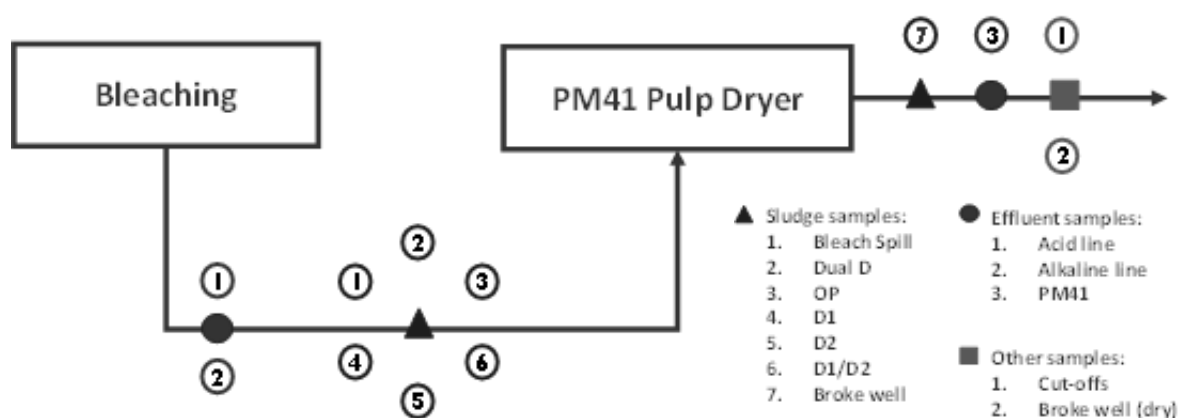 7 3 1
Bleaching
PM41 Pulp Dryer
2
Sludge samples:
1. Bleach Spill
2. Dual D
3. OP
4. D1
5. D2
6. D1/D2
7. Broke well
Effluent samples:
1. Acid line
2. Alkaline line
3. PM41
Other samples:
1. Cut-offs
2. Broke well (dry)
2
1 1 3
2 4 6
5